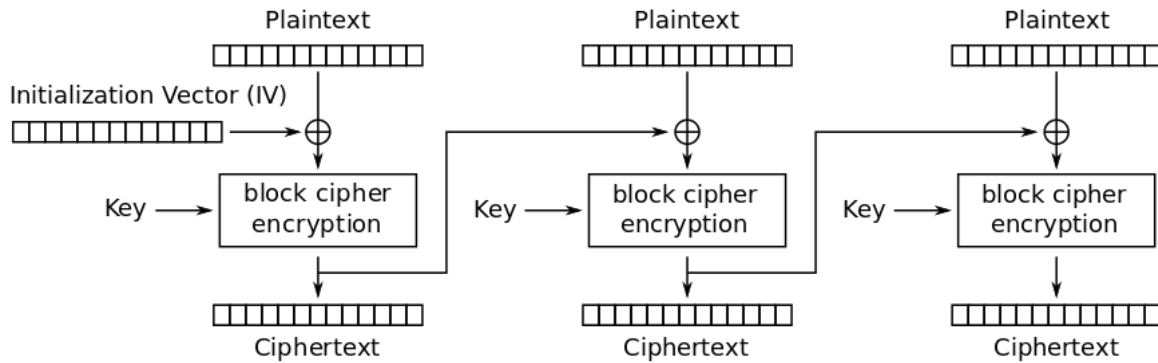 Plaintext
Plaintext
Plaintext
Initialization Vector (IV)
Key
block cipher
encryption
Key
block cipher
encryption
Key
block cipher
encryption
Ciphertext
Ciphertext
Ciphertext